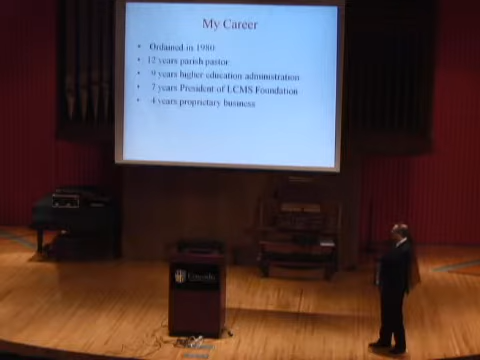 My Career
• Ordained in 1980
• 12 years parish pastor
• 9 years higher education administration
• 7 years President of LCMS Foundation
• 4 years proprietary business